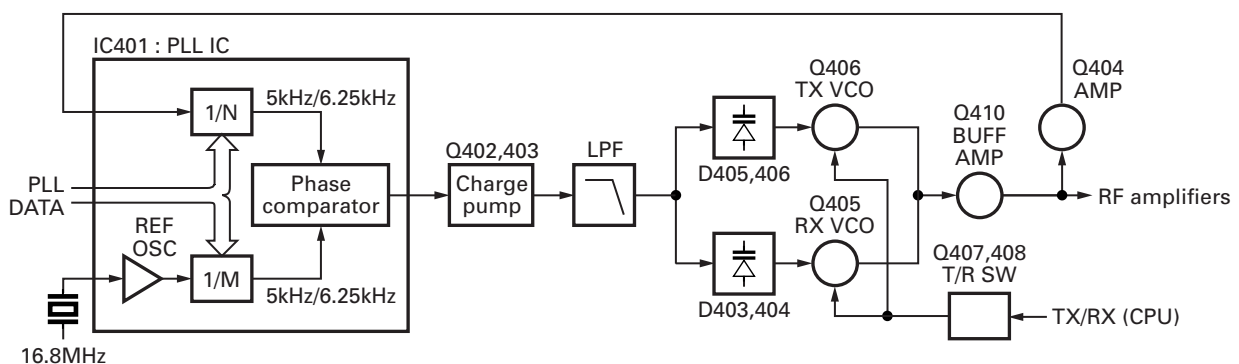 IC401 : PLL IC
1/N
5kHz/6.25kHz
PLL
DATA
REF
OSC
1/M
5kHz/6.25kHz
16.8MHz
Phase
comparator
Q402,403
Charge
pump
LPF
D405,406
Q406
TX VCO
D403,404
Q405
RX VCO
Q410
BUFF
AMP
Q404
AMP
RF amplifiers
Q407,408
T/R SW
TX/RX (CPU)